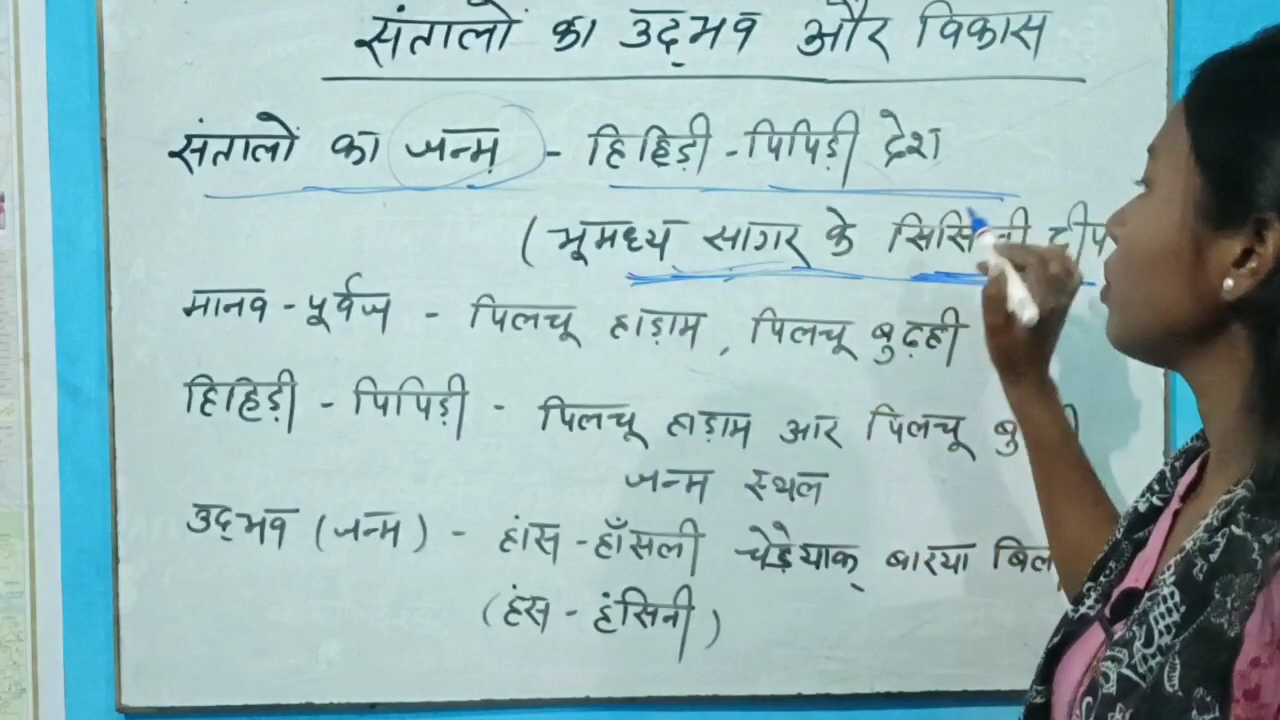 संतालों का उद्भव और विकास
संतालों का जन्म - हिहिड़ी - पिपिड़ी देश
(भूमध्य सागर के
मानव - पूर्वज - पिलचू हाड़ाम, पिलचू बुढ़ही
हिहिड़ी - पिपिड़ी - पिलचू हाड़ाम आर पिलचू
जन्म स्थल
उद्भव (जन्म) - हांस - हाँसली चेड़ेयाक् बारया
(हंस - हंसिनी)